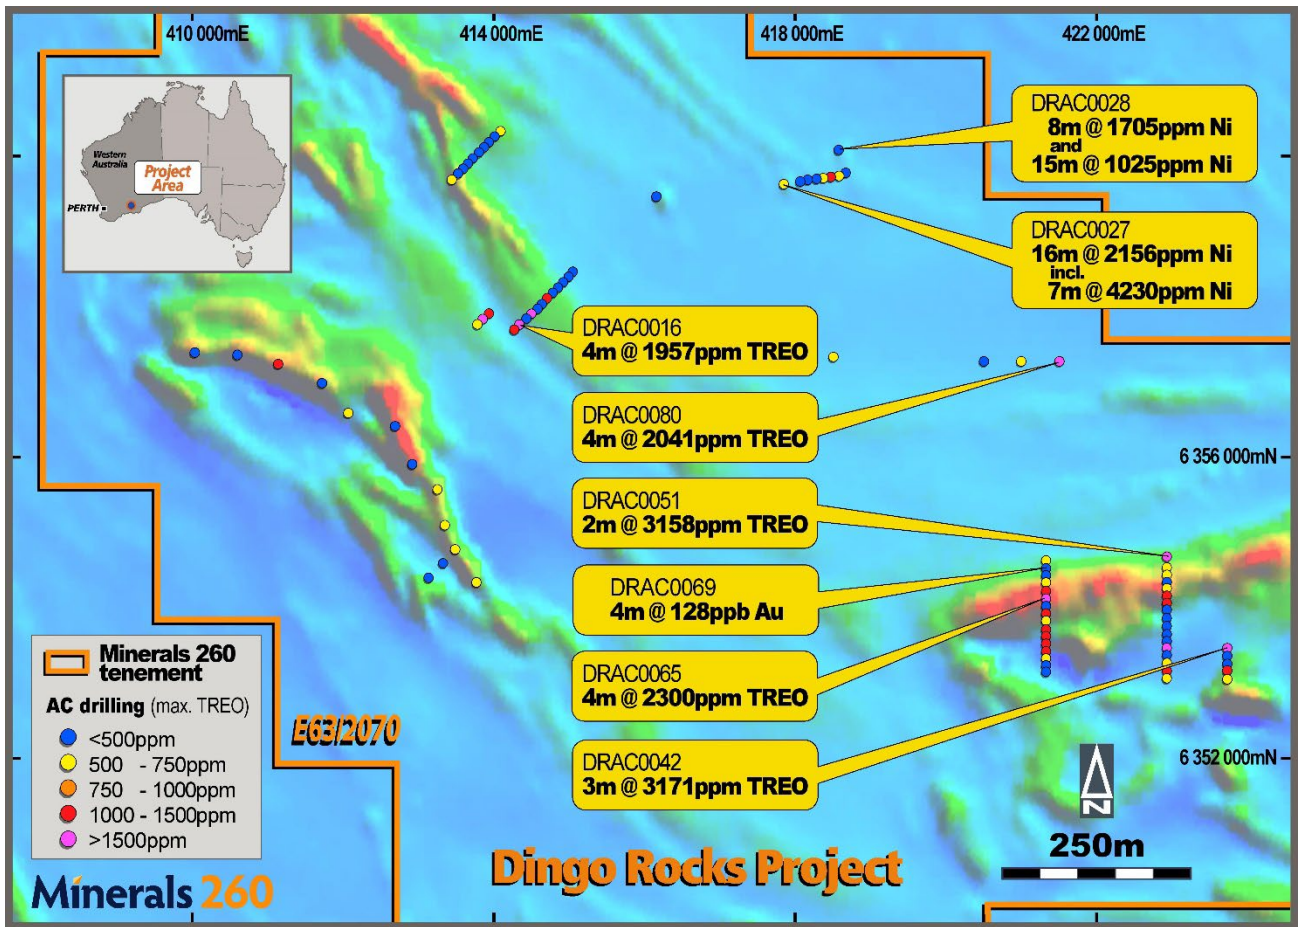 410 000mE
414 000mE
418 000mE
422 000mE
Western
Australia
Project
Area
PERTH
DRAC0028
8m @ 1705ppm Ni
and
15m @ 1025ppm Ni
DRAC0027
16m @ 2156ppm Ni
incl.
7m @ 4230ppm Ni
DRAC0016
4m @ 1957ppm TREO
DRAC0080
4m @ 2041ppm TREO
6 356 000mN
DRAC0051
2m @ 3158ppm TREO
DRAC0069
4m @ 128ppb Au
DRAC0065
4m @ 2300ppm TREO
DRAC0042
3m @ 3171ppm TREO
6 352 000mN
Minerals 260
tenement
AC drilling (max. TREO)
<500ppm
500 - 750ppm
750 - 1000ppm
1000 - 1500ppm
>1500ppm
E63/2070
N
250m
Dingo Rocks Project
Minerals 260